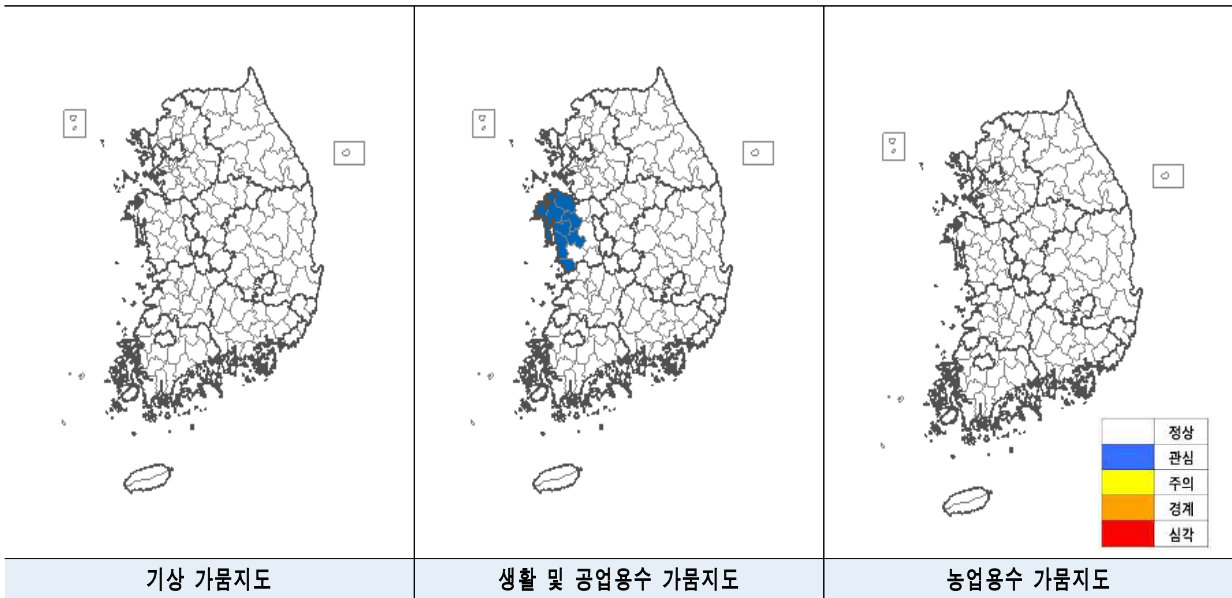 정상
관심
주의
경계
심각
기상 가뭄지도
생활 및 공업용수 가뭄지도
농업용수 가뭄지도